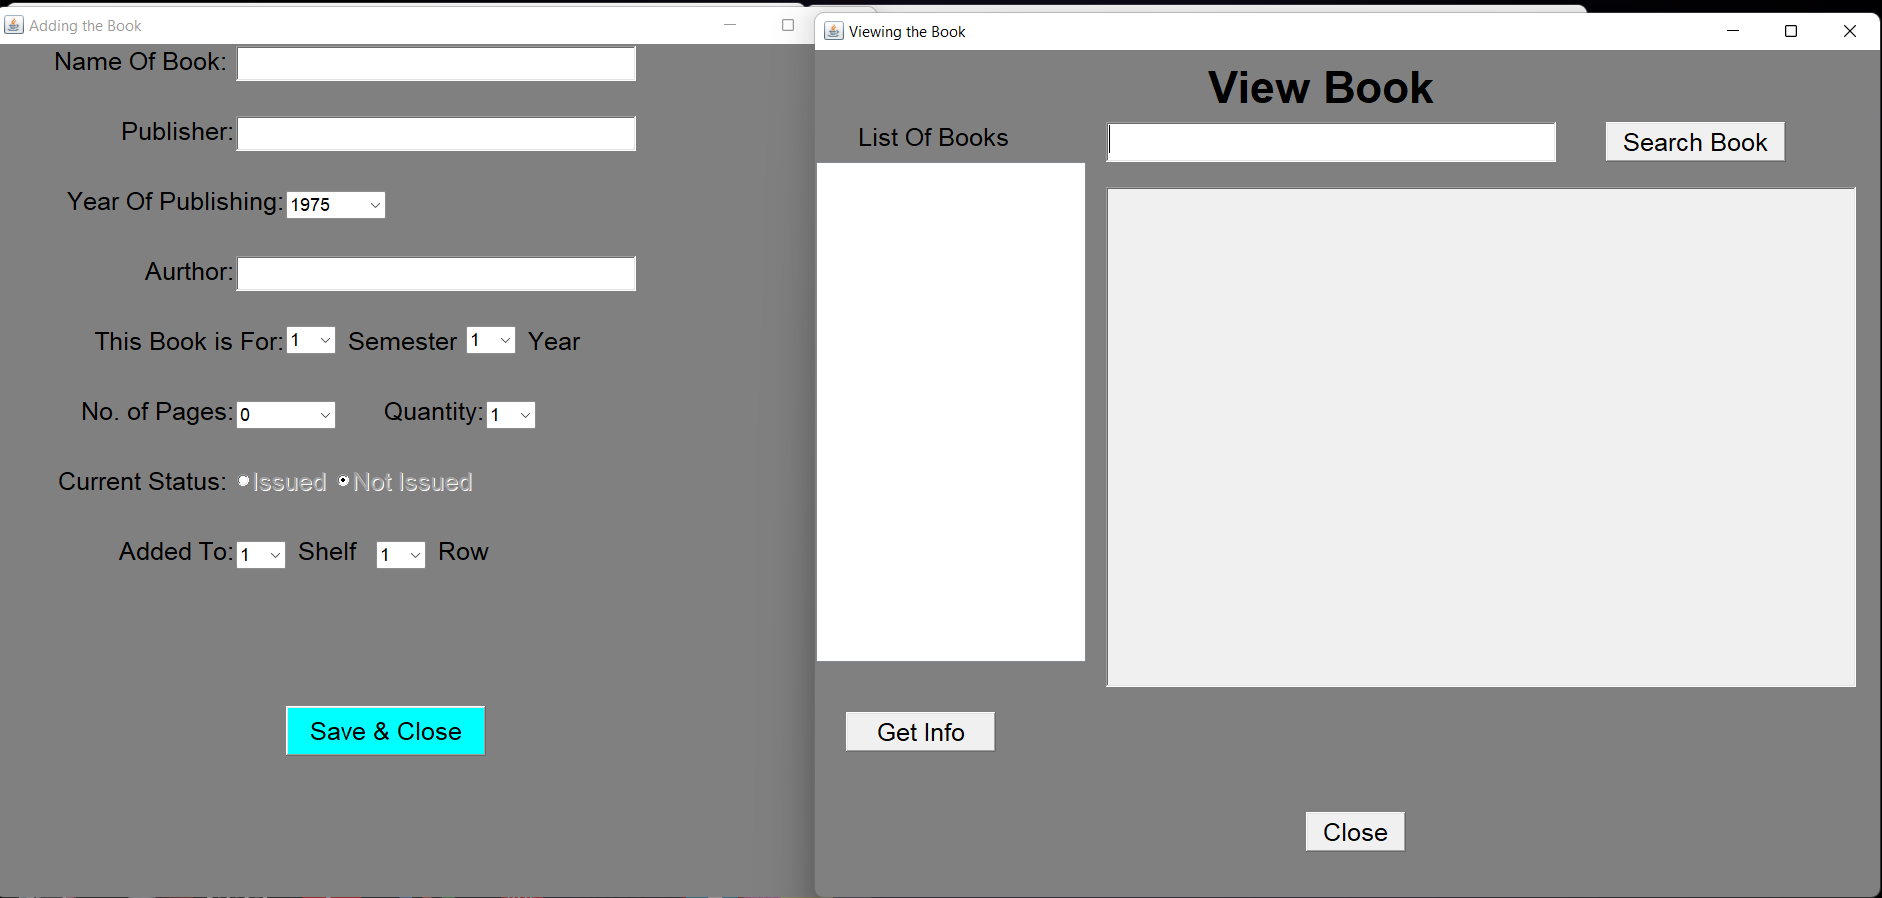 Adding the Book
Name Of Book:
Publisher:
Year Of Publishing: 1975
Aurthor:
This Book is For: 1 Semester 1 Year
No. of Pages: 0 Quantity: 1
Current Status: Issued Not Issued
Added To: 1 Shelf 1 Row
Save & Close
Viewing the Book
View Book
List Of Books
Search Book
Get Info
Close